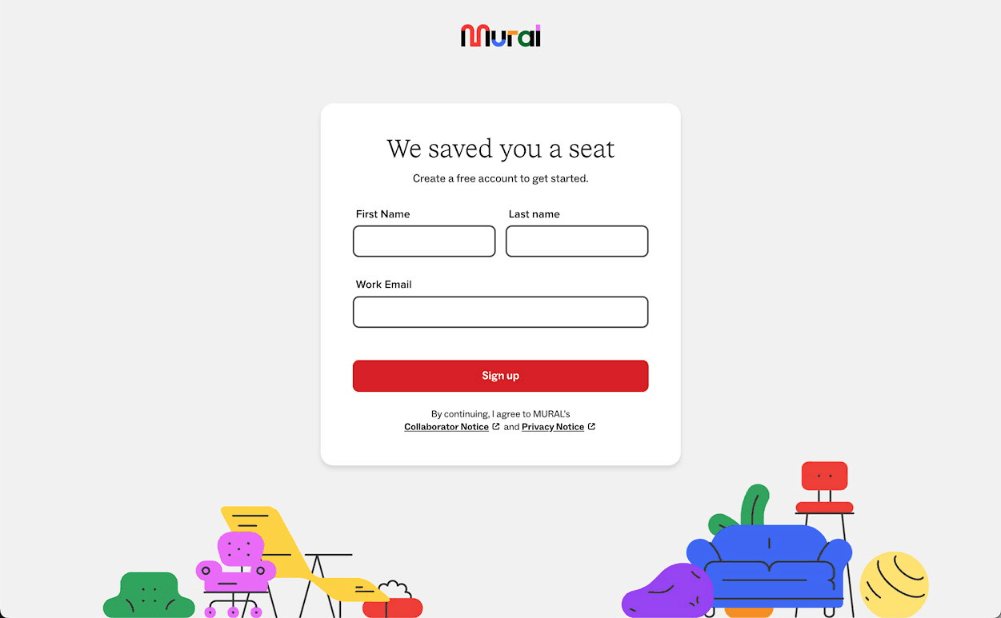 Mural
We saved you a seat
Create a free account to get started.
First Name
Last name
Work Email
Sign up
By continuing, I agree to MURAL's
Collaborator Notice and Privacy Notice